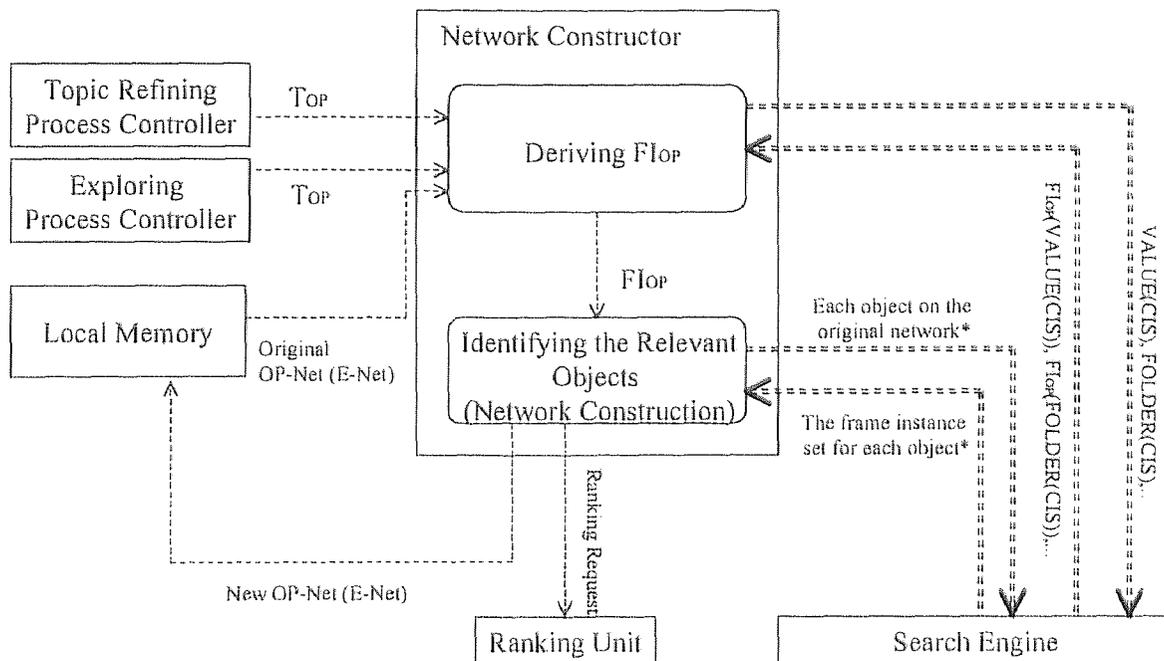 Network Constructor
Topic Refining
Process Controller
TOP
Deriving FIOP
Exploring
Process Controller
TOP
FIOP
Local Memory
Original
OP-Net (E-Net)
Identifying the Relevant
Objects
(Network Construction)
Each object on the
original network*
The frame instance
set for each object*
FIOP(VALUE(CIS)), FIOP(FOLDER(CIS)),...
VALUE(CIS), FOLDER(CIS),...
Ranking Request
New OP-Net (E-Net)
Ranking Unit
Search Engine